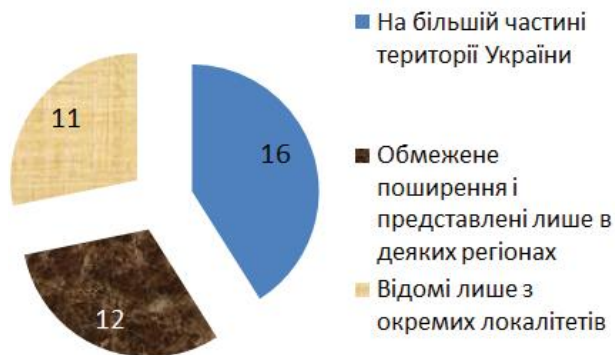 11
16
12
На більшій частині
території України
Обмежене
поширення і
представлені лише в
деяких регіонах
Відомі лише з
окремих локалітетів